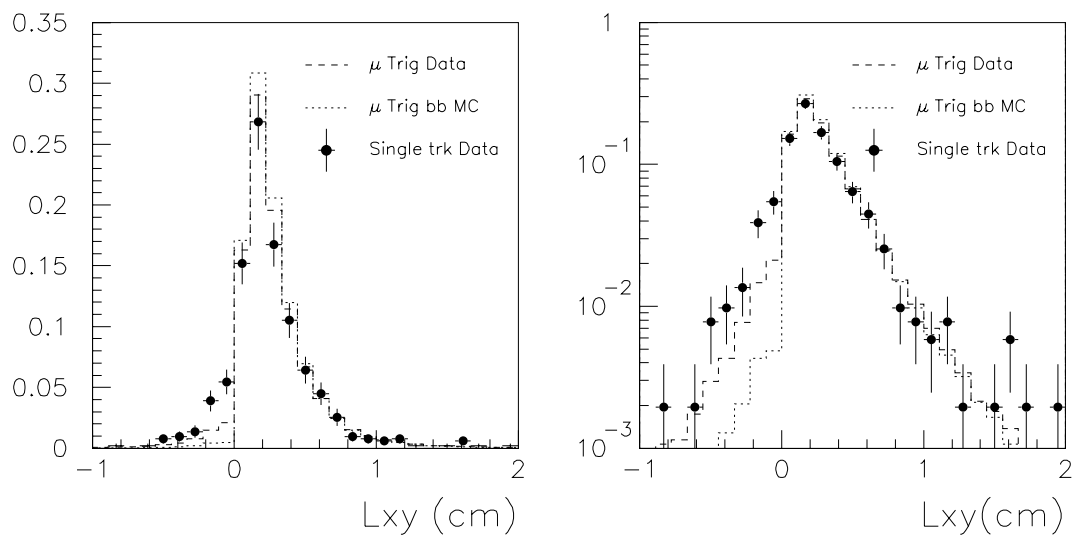 0.35
0.3
0.25
0.2
0.15
0.1
0.05
0
−1
0
1
2
μ Trig Data
μ Trig bb MC
Single trk Data
Lxy (cm)
1
10⁻¹
10⁻²
10⁻³
−1
0
1
2
μ Trig Data
μ Trig bb MC
Single trk Data
Lxy(cm)